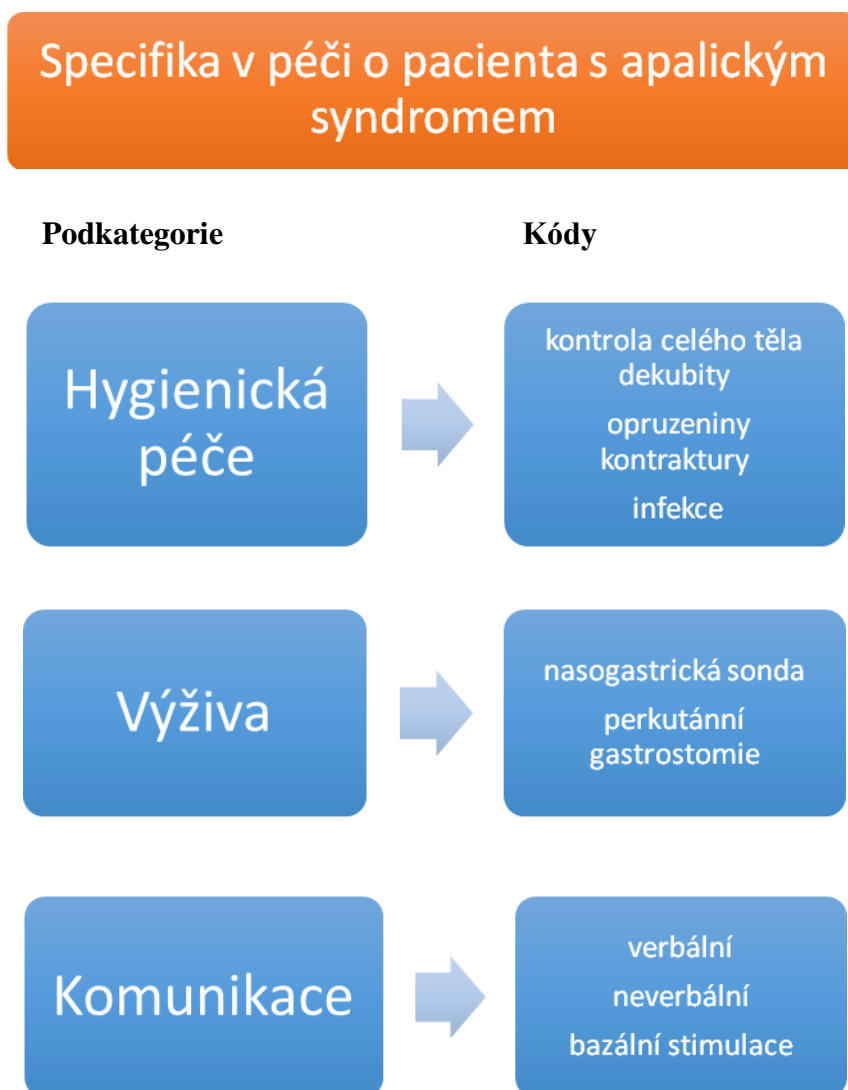 Specifika v péči o pacienta s apalickým
syndromem
Podkategorie
Kódy
Hygienická
péče
kontrola celého těla
dekubity
opruzeniny
kontraktury
infekce
Výživa
nasogastrická sonda
perkutánní
gastrostomie
Komunikace
verbální
neverbální
bazální stimulace